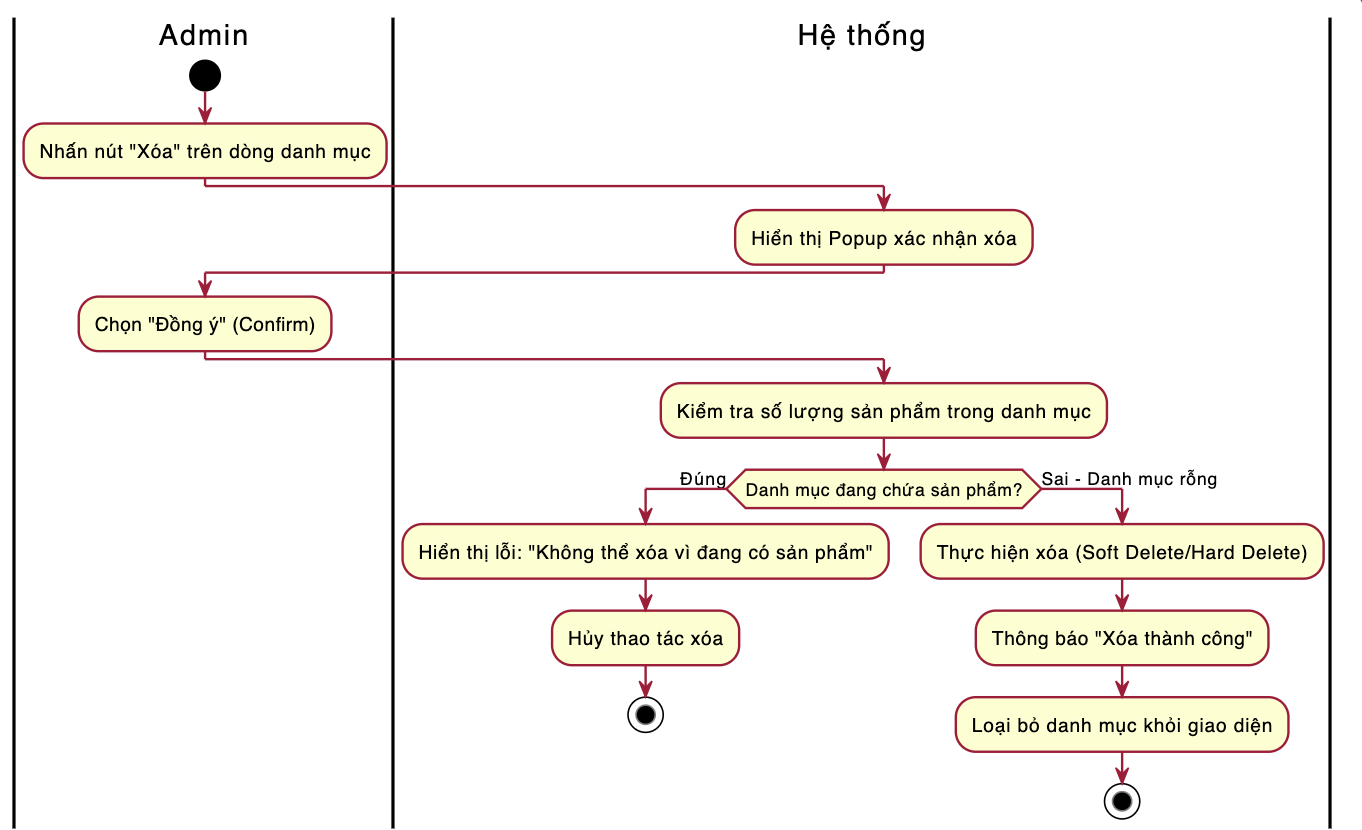 Admin
Hệ thống
Nhấn nút "Xóa" trên dòng danh mục
Hiển thị Popup xác nhận xóa
Chọn "Đồng ý" (Confirm)
Kiểm tra số lượng sản phẩm trong danh mục
Đúng
Danh mục đang chứa sản phẩm?
Sai - Danh mục rỗng
Hiển thị lỗi: "Không thể xóa vì đang có sản phẩm"
Thực hiện xóa (Soft Delete/Hard Delete)
Hủy thao tác xóa
Thông báo "Xóa thành công"
Loại bỏ danh mục khỏi giao diện